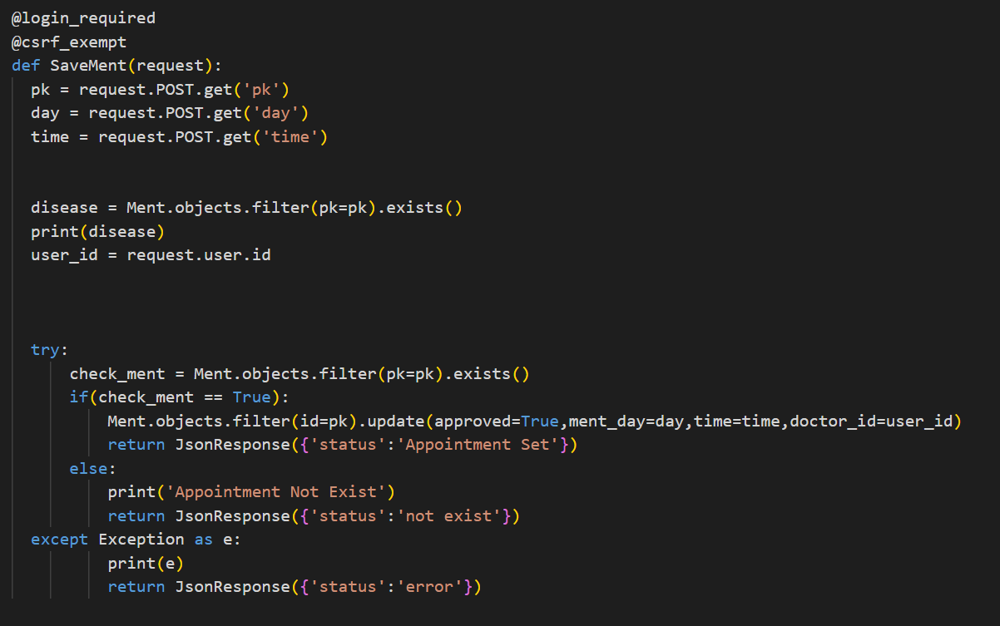 @login_required
@csrf_exempt
def SaveMent(request):
  pk = request.POST.get('pk')
  day = request.POST.get('day')
  time = request.POST.get('time')
  disease = Ment.objects.filter(pk=pk).exists()
  print(disease)
  user_id = request.user.id
  try:
      check_ment = Ment.objects.filter(pk=pk).exists()
      if(check_ment == True):
          Ment.objects.filter(id=pk).update(approved=True,ment_day=day,time=time,doctor_id=user_id)
          return JsonResponse({'status':'Appointment Set'})
      else:
          print('Appointment Not Exist')
          return JsonResponse({'status':'not exist'})
  except Exception as e:
          print(e)
          return JsonResponse({'status':'error'})